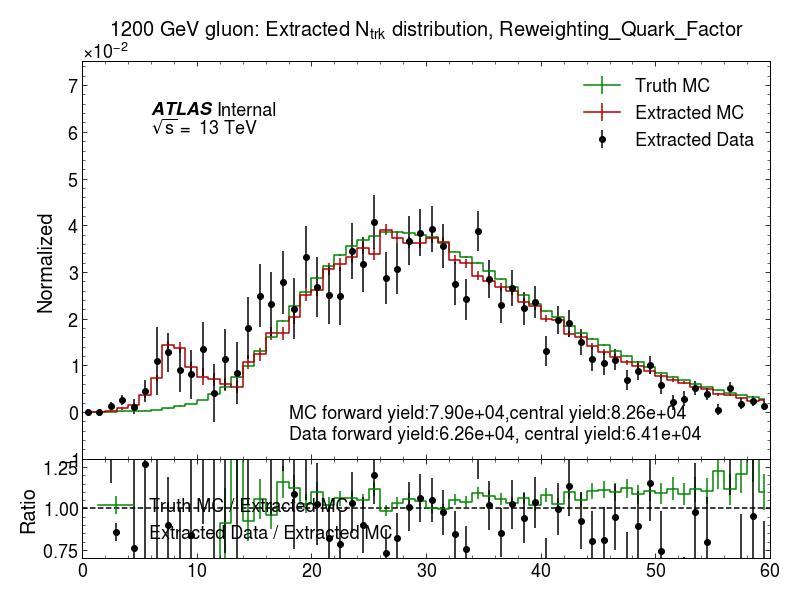 1200 GeV gluon: Extracted Ntrk distribution, Reweighting_Quark_Factor
×10−2
7
6
5
4
3
2
1
0
1
Normalized
ATLAS Internal
√s = 13 TeV
Truth MC
Extracted MC
Extracted Data
MC forward yield:7.90e+04,central yield:8.26e+04
Data forward yield:6.26e+04, central yield:6.41e+04
1.25
1.00
0.75
Ratio
Truth MC / Extracted MC
Extracted Data / Extracted MC
0 10 20 30 40 50 60